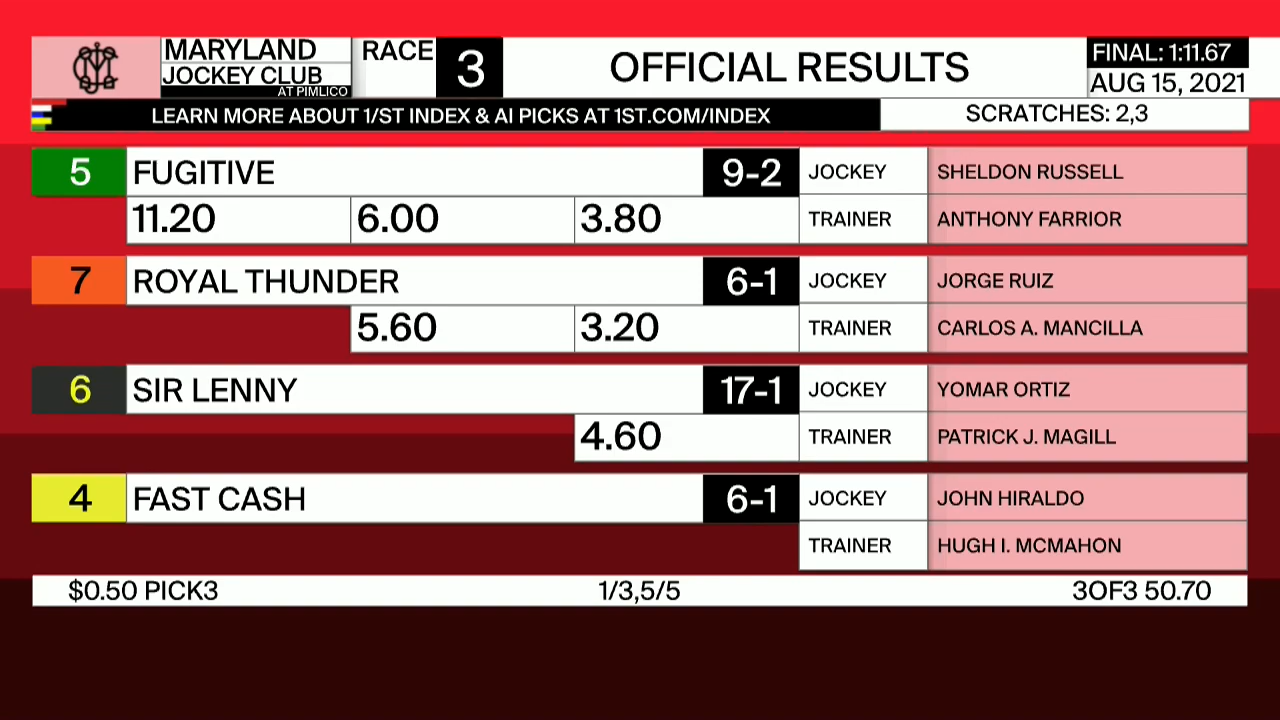 MARYLAND
JOCKEY CLUB
AT PIMLICO
RACE 3
OFFICIAL RESULTS
FINAL: 1:11.67
AUG 15, 2021
LEARN MORE ABOUT 1/ST INDEX & AI PICKS AT 1ST.COM/INDEX
SCRATCHES: 2,3
5 FUGITIVE 9-2 JOCKEY SHELDON RUSSELL
11.20 6.00 3.80 TRAINER ANTHONY FARRIOR
7 ROYAL THUNDER 6-1 JOCKEY JORGE RUIZ
5.60 3.20 TRAINER CARLOS A. MANCILLA
6 SIR LENNY 17-1 JOCKEY YOMAR ORTIZ
4.60 TRAINER PATRICK J. MAGILL
4 FAST CASH 6-1 JOCKEY JOHN HIRALDO
TRAINER HUGH I. MCMAHON
$0.50 PICK3 1/3,5/5 3OF3 50.70